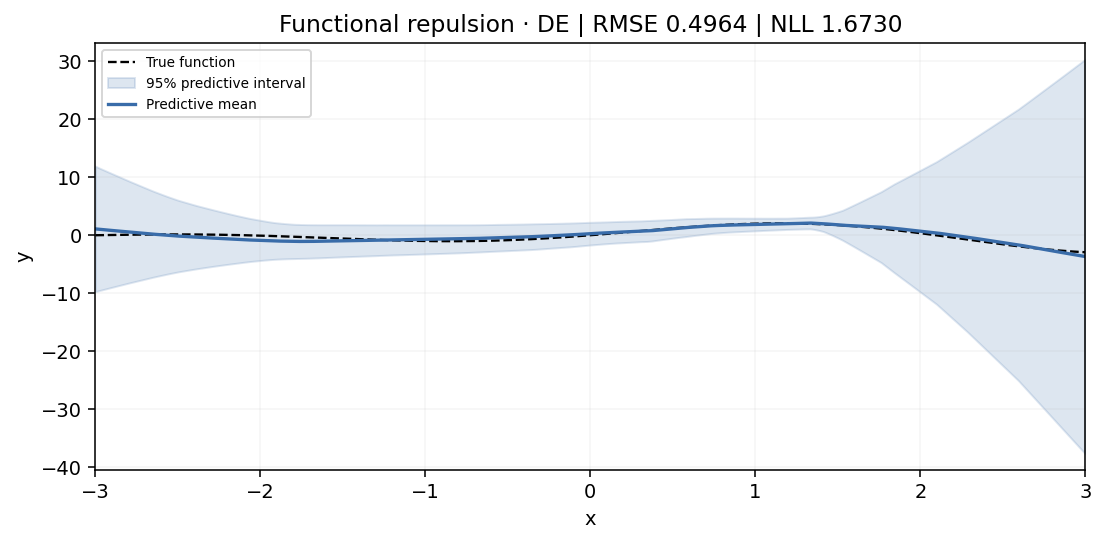 Functional repulsion · DE | RMSE 0.4964 | NLL 1.6730
True function
95% predictive interval
Predictive mean
30
20
10
0
−10
−20
−30
−40
y
−3 −2 −1 0 1 2 3
x